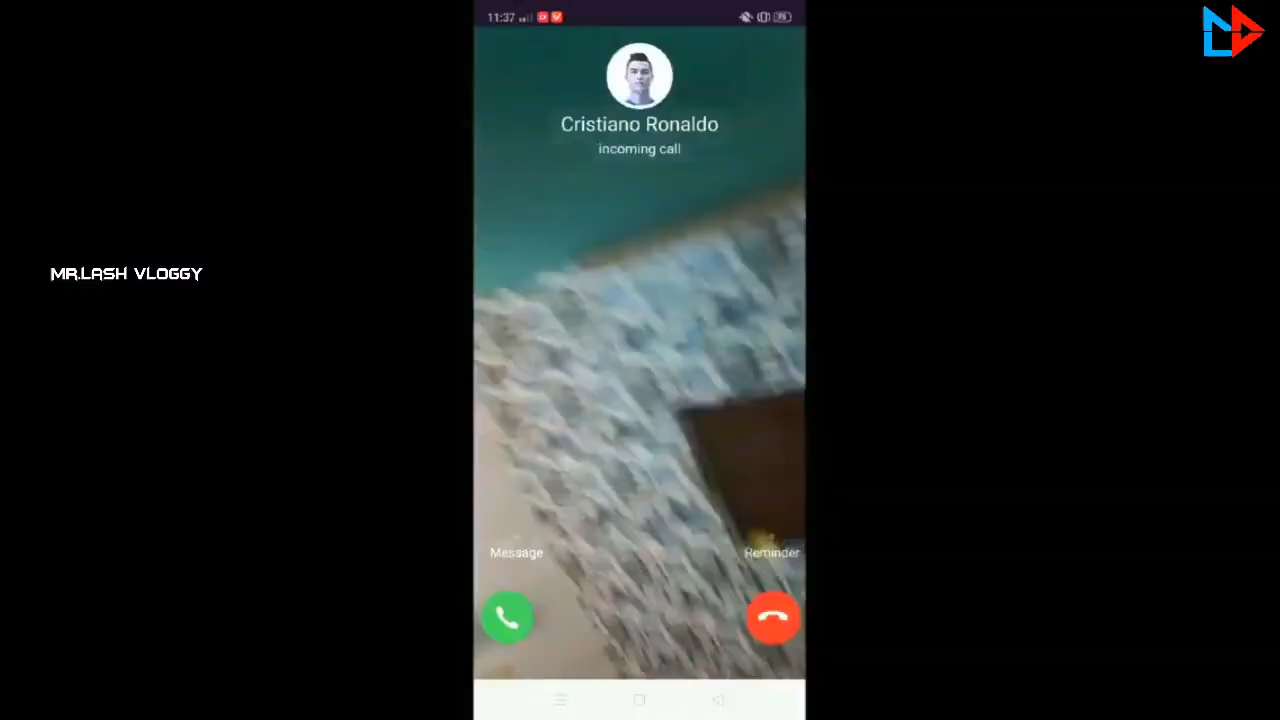 11:37
Cristiano Ronaldo
incoming call
MR.LASH VLOGGY
Message
Reminder